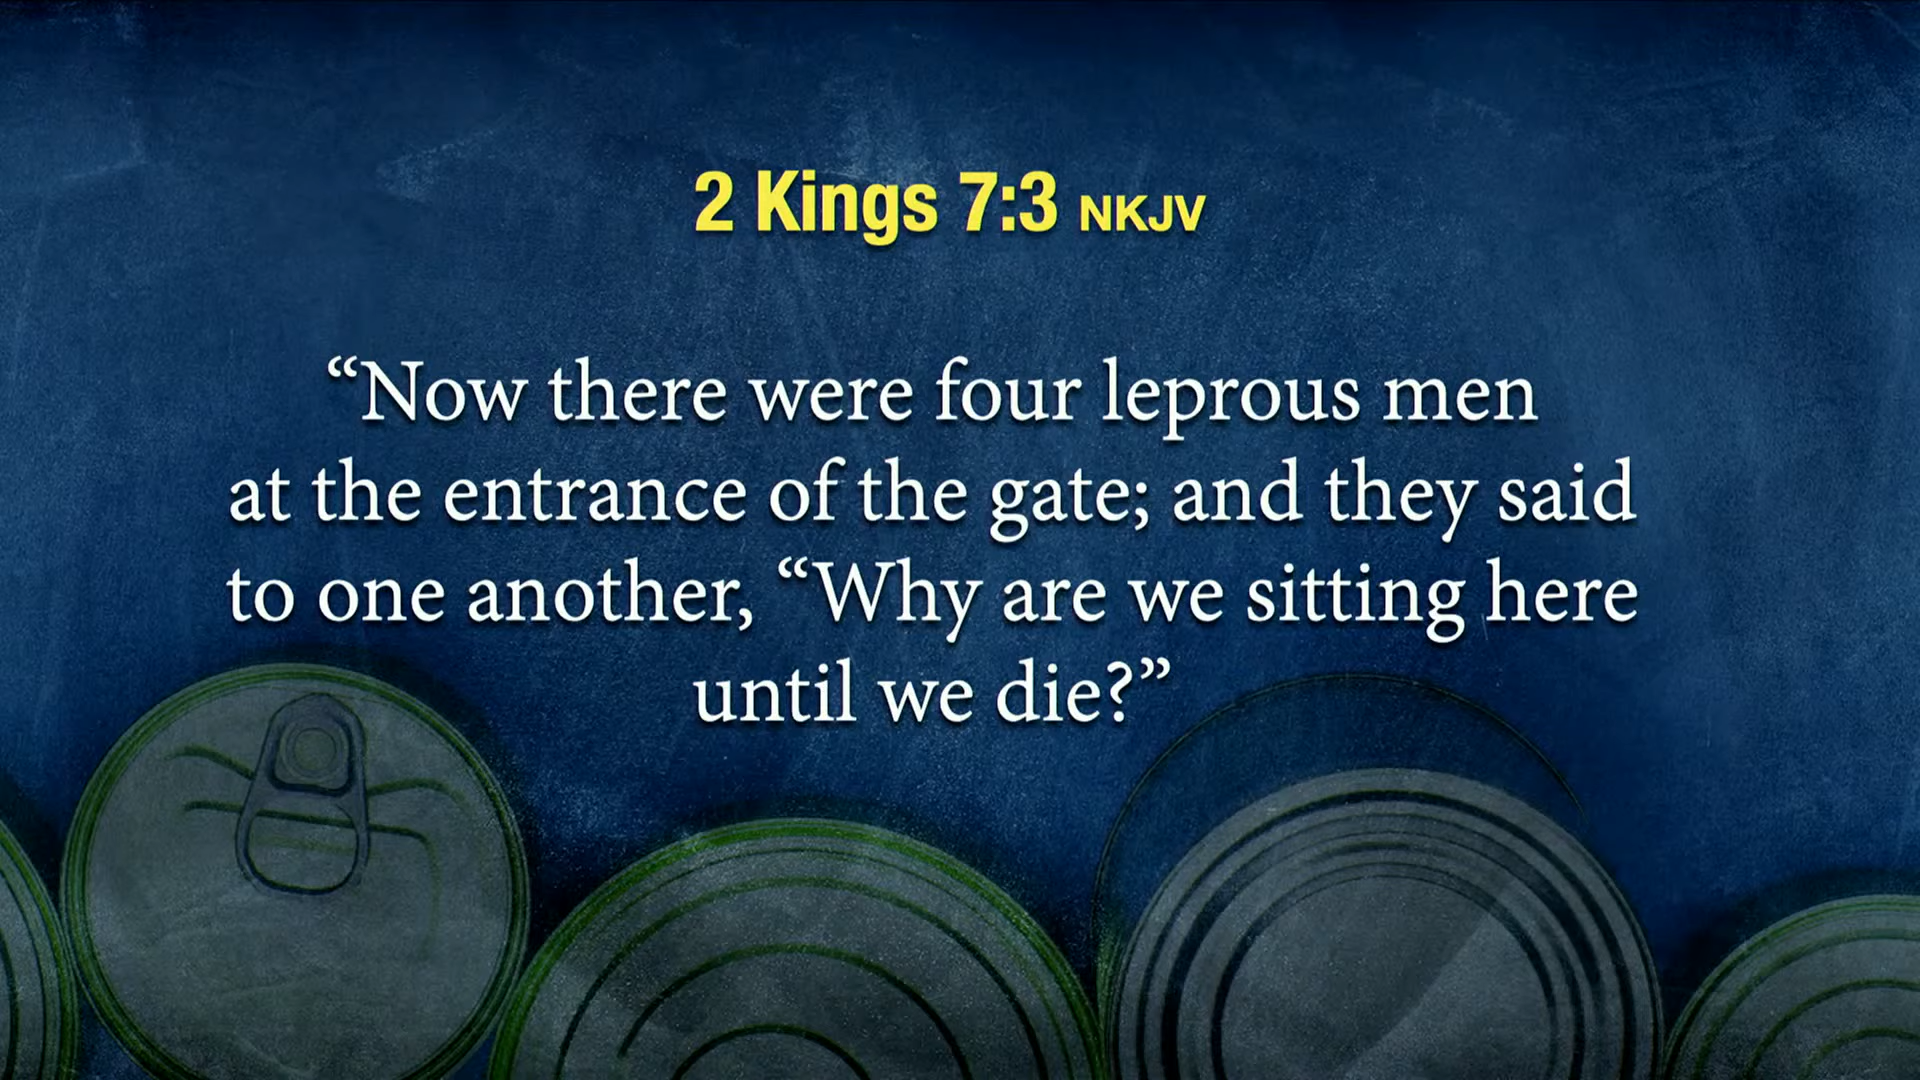 2 Kings 7:3 NKJV
“Now there were four leprous men
at the entrance of the gate; and they said
to one another, “Why are we sitting here
until we die?”